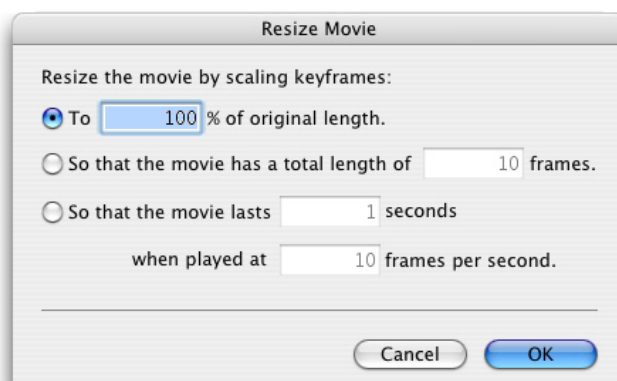 Resize Movie
Resize the movie by scaling keyframes:
To 100 % of original length.
So that the movie has a total length of 10 frames.
So that the movie lasts 1 seconds
when played at 10 frames per second.
Cancel OK